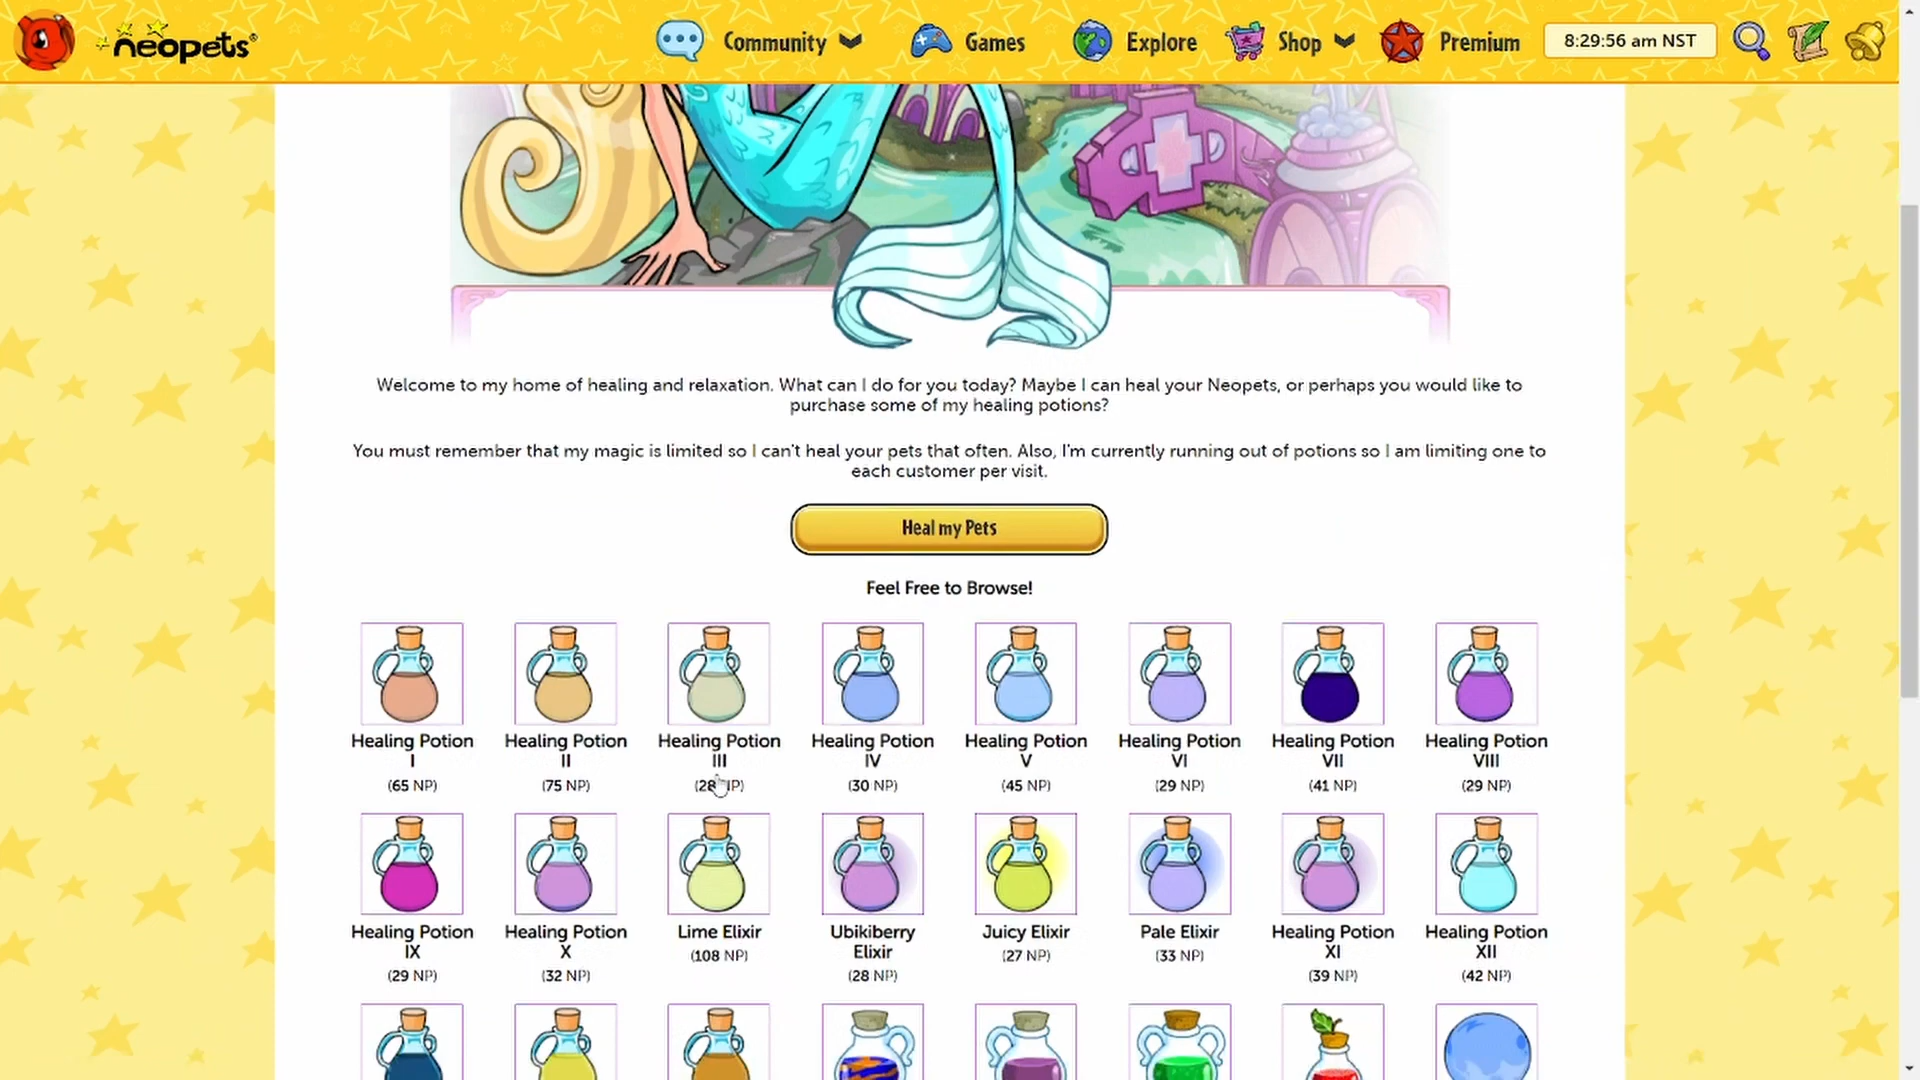 neopets
Community
Games
Explore
Shop
Premium
8:29:56 am NST
Welcome to my home of healing and relaxation. What can I do for you today? Maybe I can heal your Neopets, or perhaps you would like to
purchase some of my healing potions?
You must remember that my magic is limited so I can't heal your pets that often. Also, I'm currently running out of potions so I am limiting one to
each customer per visit.
Heal my Pets
Feel Free to Browse!
Healing Potion
I
(65 NP)
Healing Potion
II
(75 NP)
Healing Potion
III
Healing Potion
IV
(30 NP)
Healing Potion
V
(45 NP)
Healing Potion
VI
(29 NP)
Healing Potion
VII
(41 NP)
Healing Potion
VIII
(29 NP)
Healing Potion
IX
(29 NP)
Healing Potion
X
(32 NP)
Lime Elixir
(108 NP)
Ubikiberry
Elixir
(28 NP)
Juicy Elixir
(27 NP)
Pale Elixir
(33 NP)
Healing Potion
XI
(39 NP)
Healing Potion
XII
(42 NP)